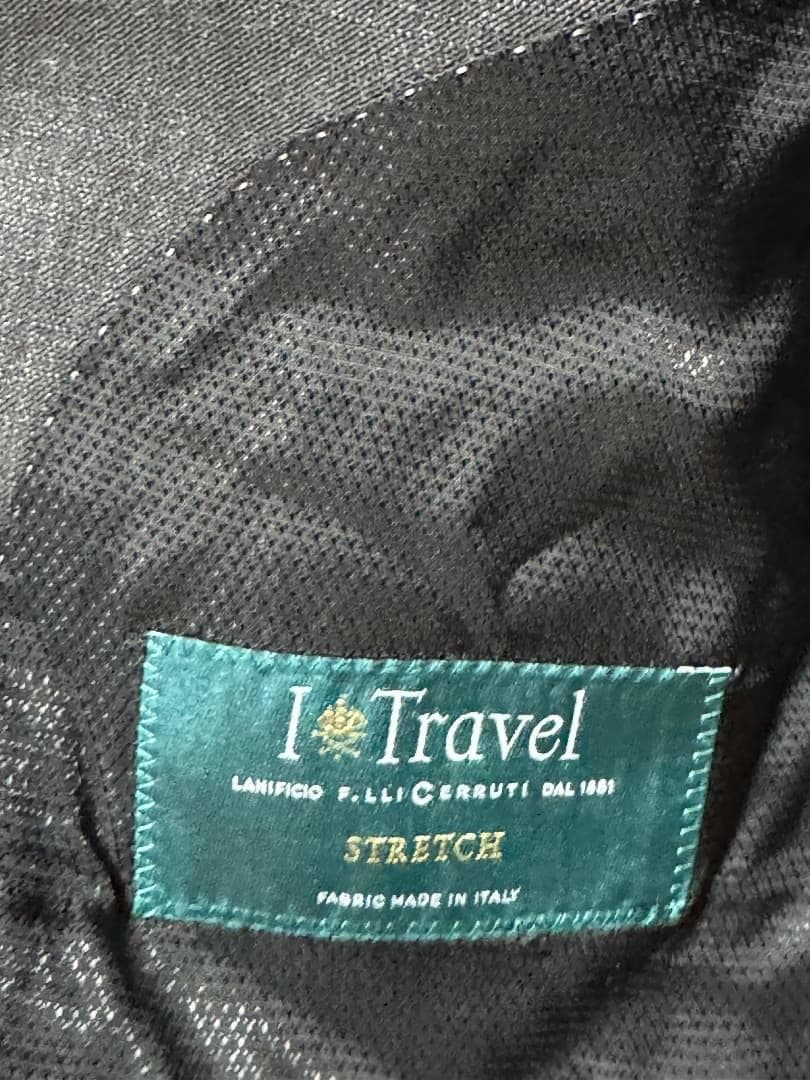 I Travel
LANIFICIO F.LLI CERRUTI DAL 1881
STRETCH
FABRIC MADE IN ITALY